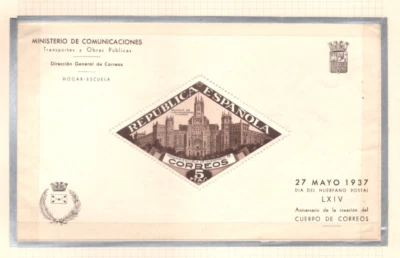 MINISTERIO DE COMUNICACIONES
Transportes y Obras Públicas
Dirección General de Correos
HOGAR-ESCUELA
REPUBLICA ESPAÑOLA
CORREOS
5
27 MAYO 1937
DIA DEL HUERFANO POSTAL
LXIV
Aniversario de la creación del
CUERPO DE CORREOS